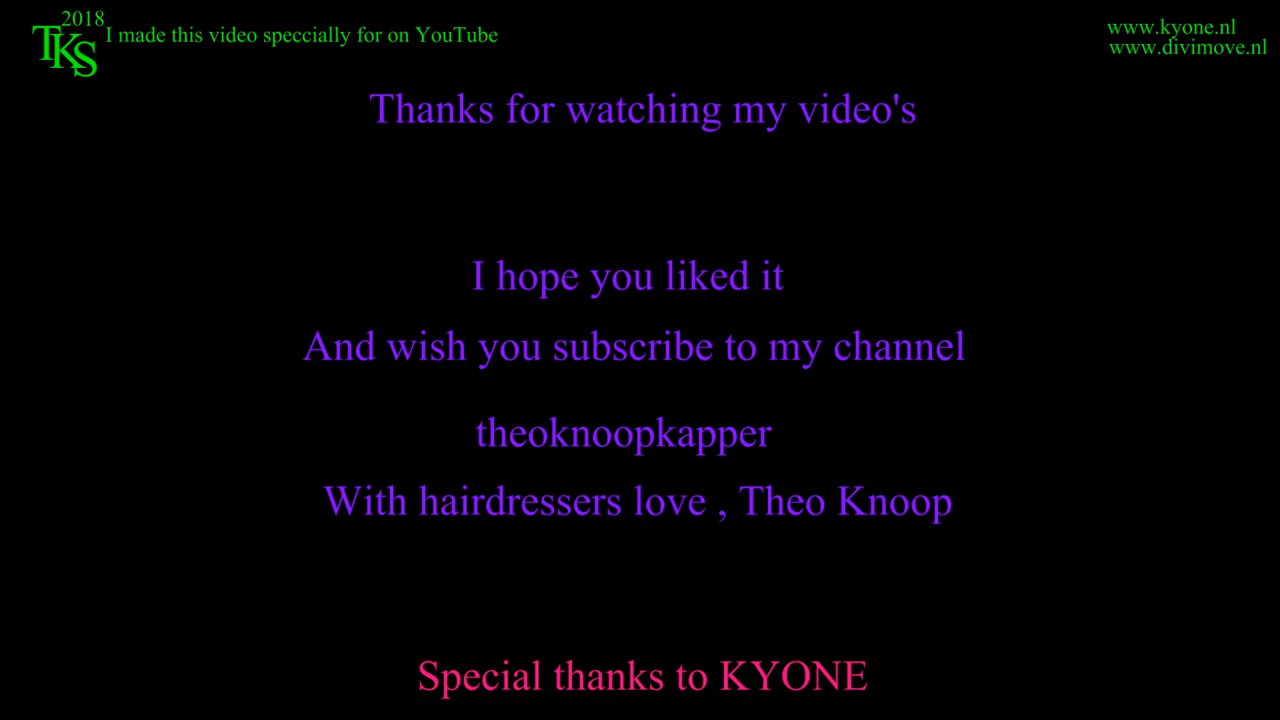 2018
TKS
I made this video speccially for on YouTube
www.kyone.nl
www.divimove.nl
Thanks for watching my video's
I hope you liked it
And wish you subscribe to my channel
theoknoopkapper
With hairdressers love , Theo Knoop
Special thanks to KYONE